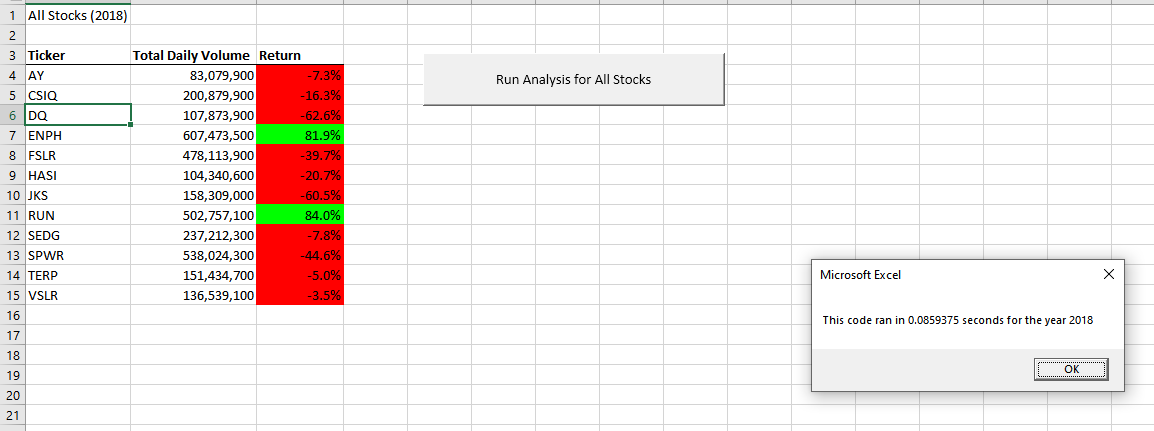 1 All Stocks (2018)
2
3 Ticker Total Daily Volume Return
4 AY 83,079,900 -7.3%
Run Analysis for All Stocks
5 CSIQ 200,879,900 -16.3%
6 DQ 107,873,900 -62.6%
7 ENPH 607,473,500 81.9%
8 FSLR 478,113,900 -39.7%
9 HASI 104,340,600 -20.7%
10 JKS 158,309,000 -60.5%
11 RUN 502,757,100 84.0%
12 SEDG 237,212,300 -7.8%
13 SPWR 538,024,300 -44.6%
14 TERP 151,434,700 -5.0%
15 VSLR 136,539,100 -3.5%
16
17
18
19
20
21
Microsoft Excel
This code ran in 0.0859375 seconds for the year 2018
OK